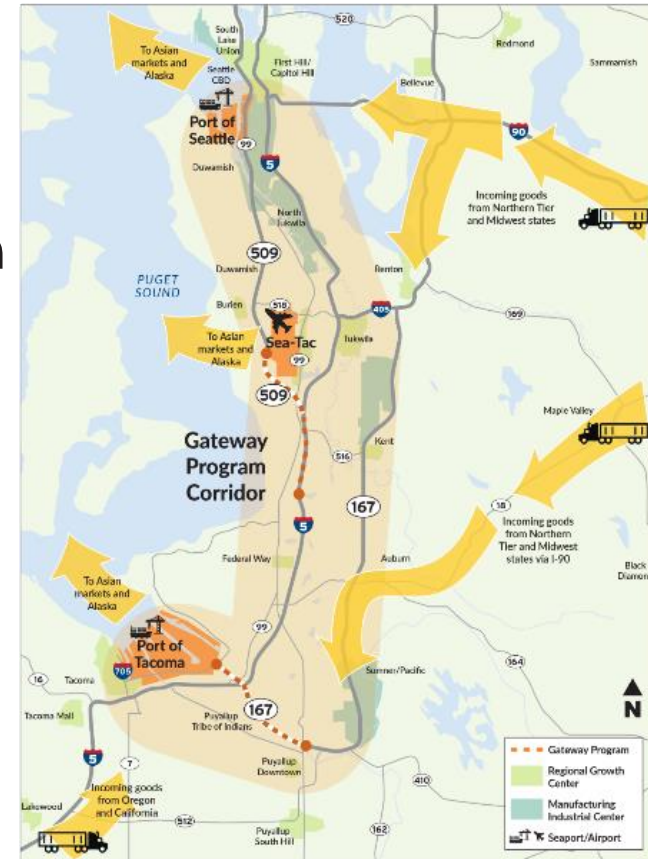 To Asian
markets and
Alaska
South
Lake
Union
520
Redmond
Sammamish
First Hill/
Capitol Hill
Seattle
CBD
Bellevue
Port of
Seattle
99
5
90
Duwamish
Incoming goods
from Northern Tier
and Midwest states
North
Tukwila
n
509
Duwamish
Renton
PUGET
SOUND
Burien
518
405
169
To Asian
markets and
Alaska
Sea-Tac
99
Tukwila
509
Maple Valley
Gateway
Program
Corridor
Kent
516
167
18
5
Incoming goods
from Northern
Tier and Midwest
states via I-90
Federal Way
Auburn
Black
Diamon
To Asian
markets and
Alaska
99
Port of
Tacoma
705
164
16
Tacoma
Sumner/Pacific
167
N
Tacoma Mall
Puyallup
Tribe of Indians
5
7
Puyallup
Downtown
410
Gateway Program
Regional Growth
Center
Manufacturing
Industrial Center
Seaport/Airport
Incoming goods
from Oregon
and California
Lakewood
512
Puyallup
South Hill
162